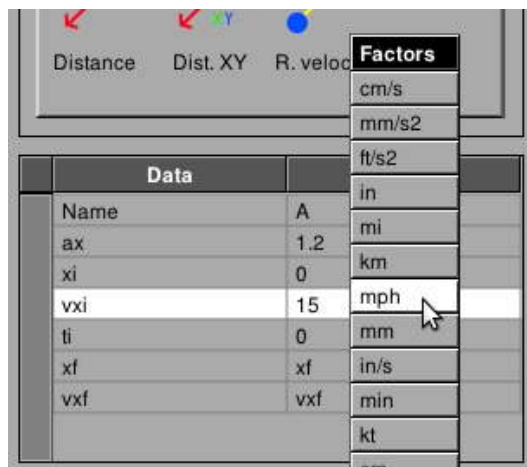 XY
Distance
Dist. XY
R. veloc
Factors
cm/s
mm/s2
ft/s2
in
mi
km
mph
mm
in/s
min
kt
Data
Name A
ax 1.2
xi 0
vxi 15
ti 0
xf xf
vxf vxf